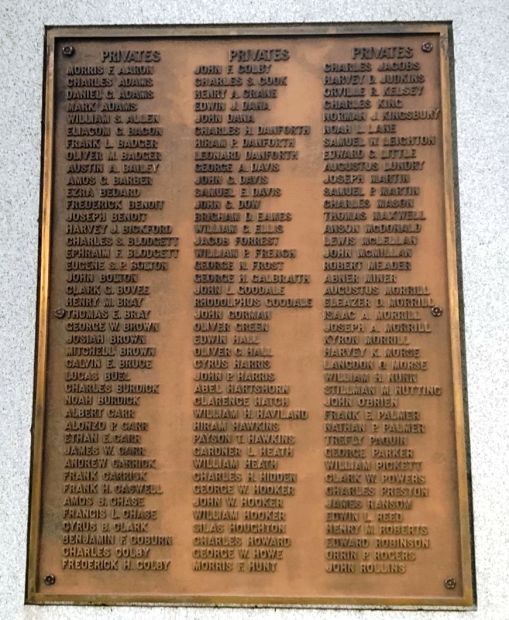 PRIVATES
MORRIS F. AARON
CHARLES ADAMS
DANIEL C. ADAMS
MARK ADAMS
WILLIAM S. ALLEN
ELIACUM G. BACON
FRANK L. BADGER
OLIVER M. BADGER
AUSTIN A. BAILEY
AMOS C. BARBER
EZRA BEDARD
FREDERICK BENOIT
JOSEPH BENOIT
HARVEY J. BICKFORD
CHARLES S. BLODGETT
EPHRAIM F. BLODGETT
EUGENE S. P. BOLTON
JOHN BOLTON
CLARK C. BOVEE
HENRY M. BRAY
THOMAS E. BRAY
GEORGE W. BROWN
JOSIAH BROWN
MITCHELL BROWN
CALVIN E. BRUCE
LUCAS BUEL
CHARLES BURDICK
NOAH BURDICK
ALBERT CARR
ALONZO P. CARR
ETHAN E. CARR
JAMES W. CARR
ANDREW CARRICK
FRANK CARRICK
FRANK H. CASWELL
AMOS B. CHASE
FRANCIS L. CHASE
CYRUS B. CLARK
BENJAMIN F. COBURN
CHARLES COLBY
FREDERICK H. COLBY
PRIVATES
JOHN F. COLBY
CHARLES S. COOK
HENRY A. CRANE
EDWIN J. DANA
JOHN DANA
CHARLES H. DANFORTH
HIRAM P. DANFORTH
LEONARD DANFORTH
GEORGE A. DAVIS
JOHN C. DAVIS
SAMUEL E. DAVIS
JOHN C. DOW
BRIGHAM D. EAMES
WILLIAM C. ELLIS
JACOB FORREST
WILLIAM P. FRENCH
GEORGE N. FROST
GEORGE H. GALBRAITH
JOHN L. GOODALE
RHODOLPHUS GOODALE
JOHN GORMAN
OLIVER GREEN
EDWIN HALL
OLIVER C. HALL
CYRUS HARRIS
JOHN P. HARRIS
ABEL HARTSHORN
CLARENCE HATCH
WILLIAM H. HAVILAND
HIRAM HAWKINS
PAYSON T. HAWKINS
GARDNER L. HEATH
WILLIAM HEATH
CHARLES H. HIDDEN
GEORGE W. HOOKER
JOHN W. HOOKER
WILLIAM HOOKER
SILAS HOUGHTON
CHARLES HOWARD
GEORGE W. HOWE
MORRIS F. HUNT
PRIVATES
CHARLES JACOBS
HARVEY D. JUDKINS
ORVILLE R. KELSEY
CHARLES KING
NORMAN J. KINGSBURY
NOAH L. LANE
SAMUEL W. LEIGHTON
EDWARD C. LITTLE
AUGUSTUS LUNDRY
JOSEPH MARTIN
SAMUEL P. MARTIN
CHARLES MASON
THOMAS MAXWELL
ANSON McDONALD
LEWIS McLELLAN
JOHN McMILLAN
ROBERT MEADER
ABNER MINER
AUGUSTUS MORRILL
ELEAZER D. MORRILL
ISAAC A. MORRILL
JOSEPH A. MORRILL
KYRON MORRILL
HARVEY K. MORSE
LANGDON O. MORSE
WILLIAM H. NUNN
STILLMAN M. NUTTING
JOHN O'BRIEN
FRANK E. PALMER
NATHAN P. PALMER
TREFLY PAQUIN
GEORGE PARKER
WILLIAM PICKETT
CLARK W. POWERS
CHARLES PRESTON
JAMES RANSOM
EDWIN L. REED
HENRY M. ROBERTS
EDWARD ROBINSON
ORRIN P. ROGERS
JOHN ROLLINS